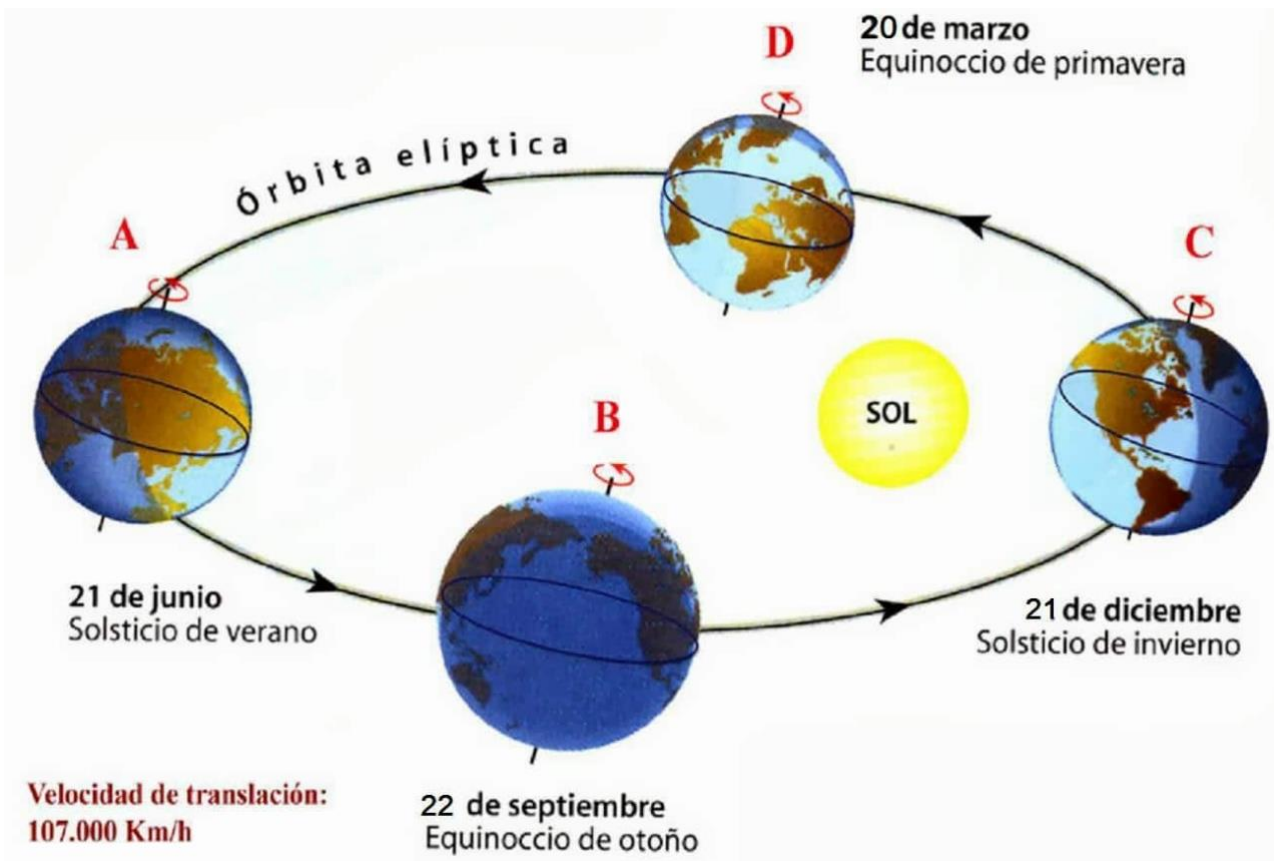 D
20 de marzo
Equinoccio de primavera
Órbita elíptica
A
C
SOL
B
21 de junio
Solsticio de verano
21 de diciembre
Solsticio de invierno
Velocidad de translación:
107.000 Km/h
22 de septiembre
Equinoccio de otoño